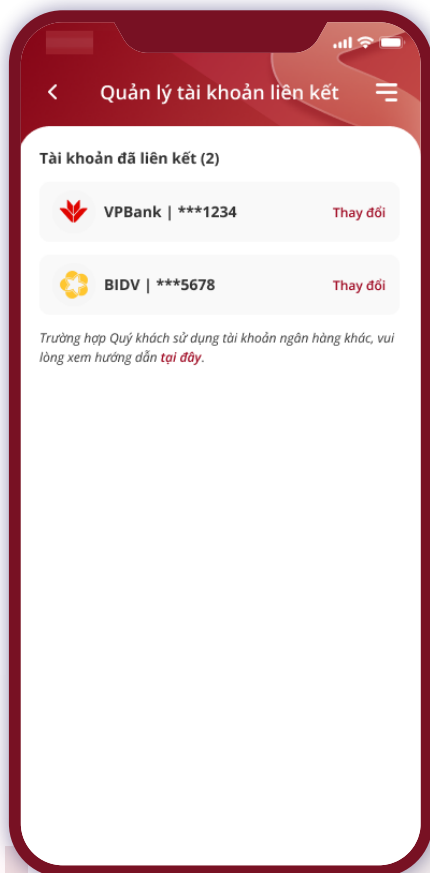 Quản lý tài khoản liên kết
Tài khoản đã liên kết (2)
VPBank | ***1234 Thay đổi
BIDV | ***5678 Thay đổi
Trường hợp Quý khách sử dụng tài khoản ngân hàng khác, vui
lòng xem hướng dẫn tại đây.